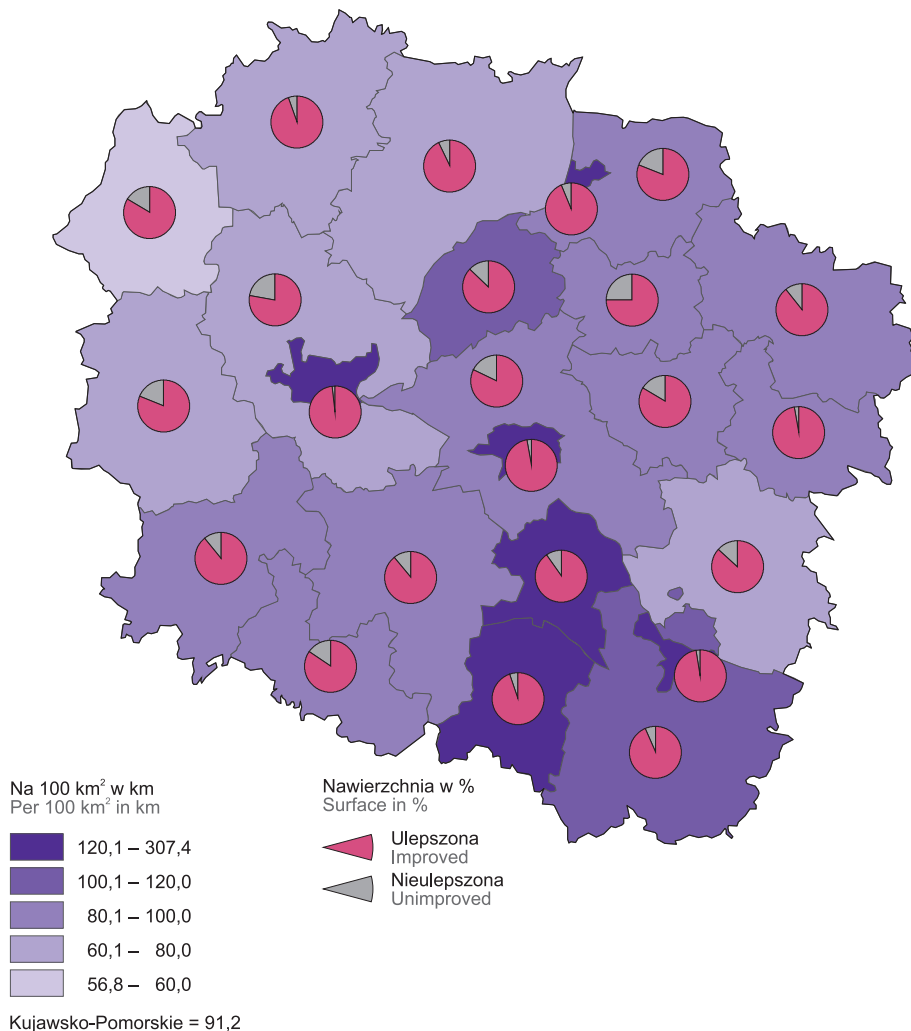 Na 100 km² w km
Per 100 km² in km
120,1 – 307,4
100,1 – 120,0
80,1 – 100,0
60,1 – 80,0
56,8 – 60,0
Kujawsko-Pomorskie = 91,2
Nawierzchnia w %
Surface in %
Ulepszona
Improved
Nieulepszona
Unimproved